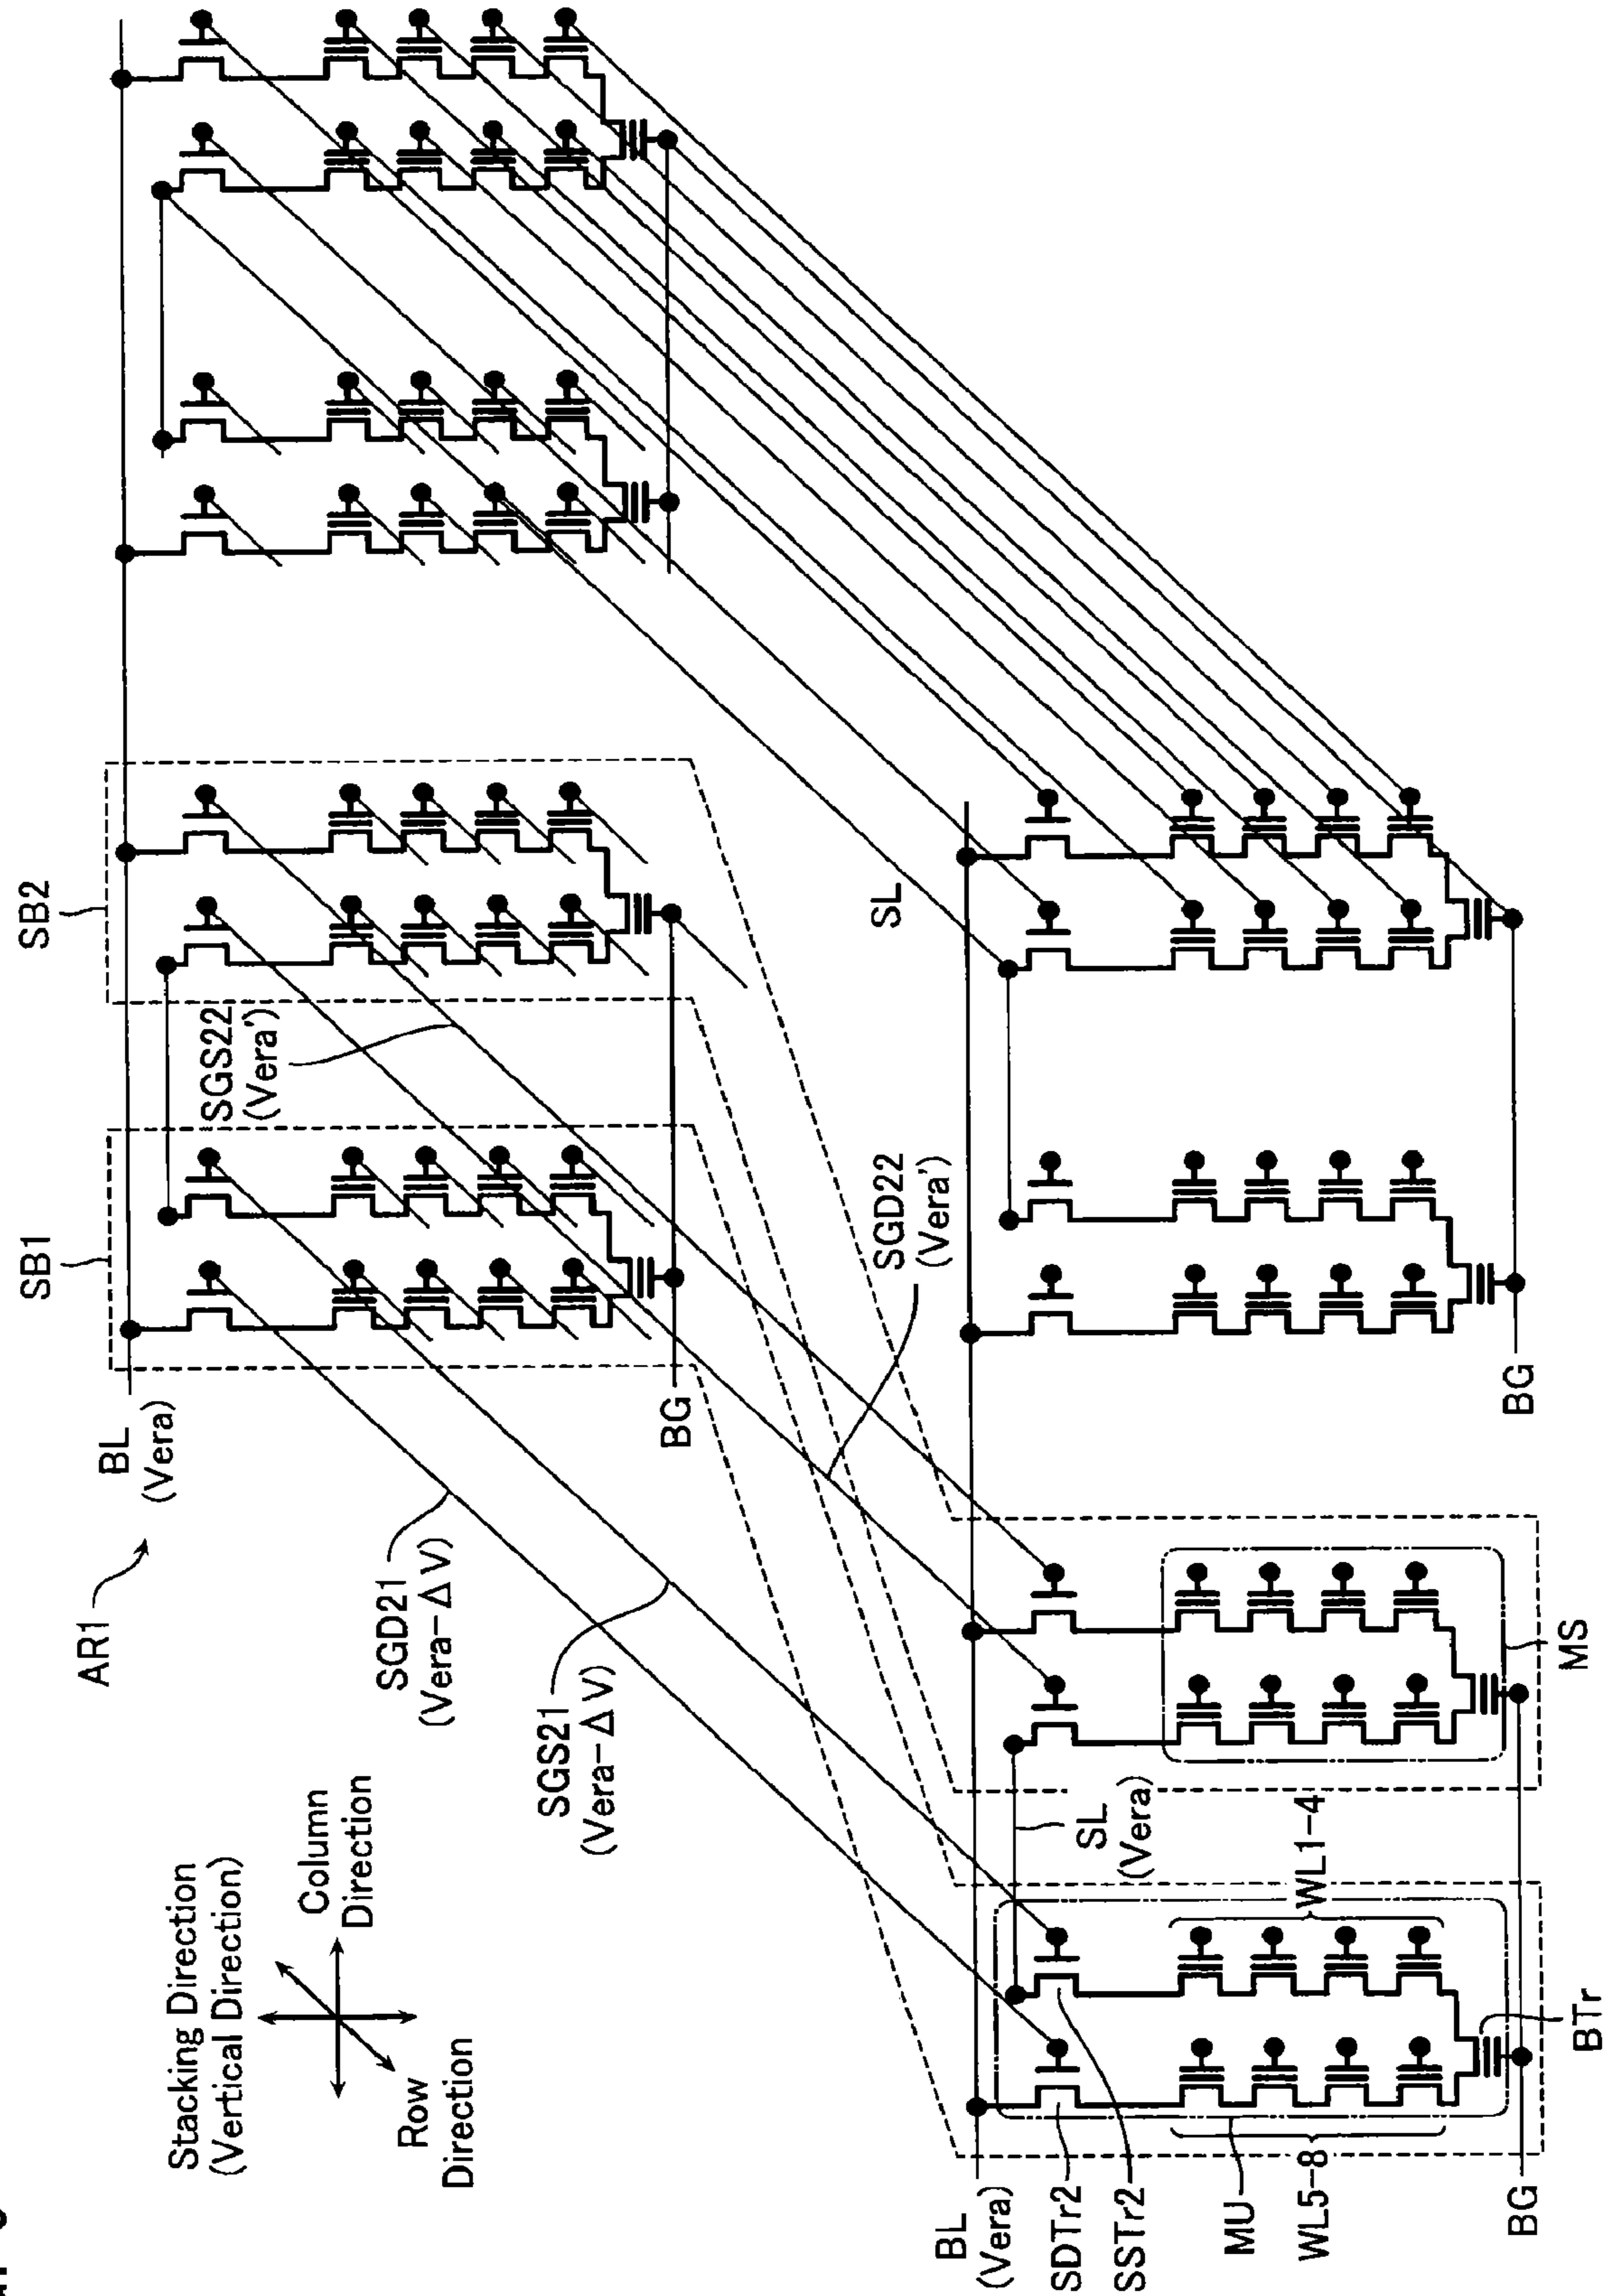 SB1
SB2
AR1
BL
(Vera)
SGS22
(Vera')
SGD21
(Vera-ΔV)
SGS21
(Vera-ΔV)
BG
SGD22
(Vera')
SL
Stacking Direction
(Vertical Direction)
Column
Direction
Row
Direction
BL
(Vera)
SDTr2
SSTr2
MU
WL5-8
BG
SL
(Vera)
WL1-4
BTr
MS
BG